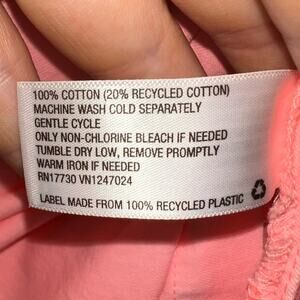 100% COTTON (20% RECYCLED COTTON)
MACHINE WASH COLD SEPARATELY
GENTLE CYCLE
ONLY NON-CHLORINE BLEACH IF NEEDED
TUMBLE DRY LOW, REMOVE PROMPTLY
WARM IRON IF NEEDED
RN17730 VN1247024
LABEL MADE FROM 100% RECYCLED PLASTIC